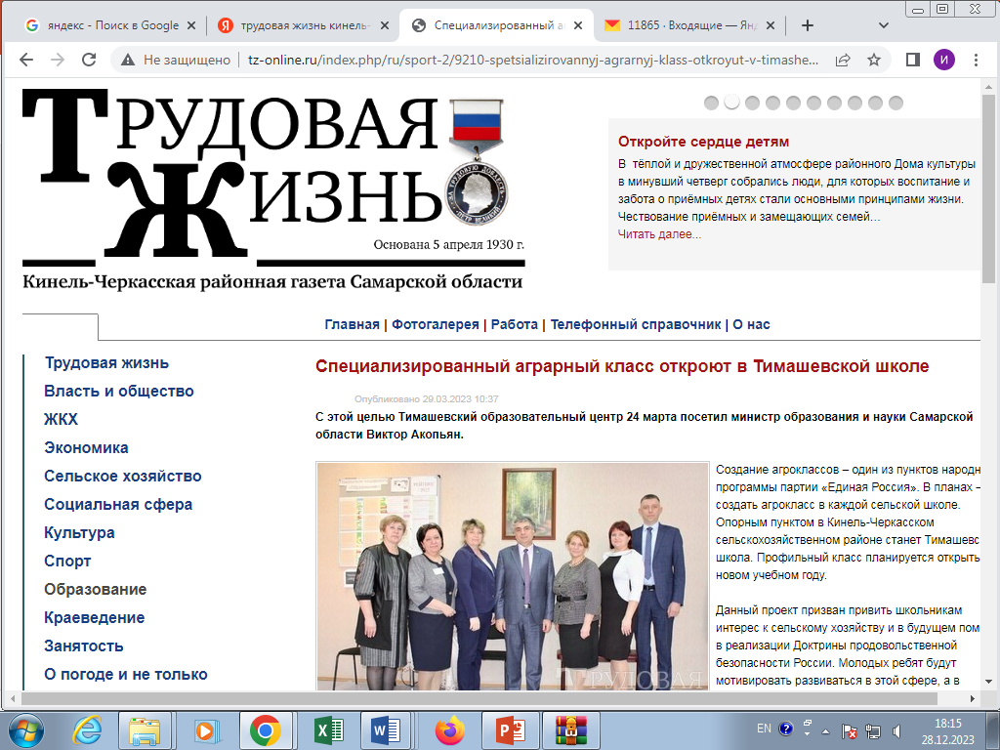 яндекс - Поиск в Google
трудовая жизнь кинель-
Специализированный а
11865 · Входящие — Янд
Не защищено
tz-online.ru/index.php/ru/sport-2/9210-spetsializirovannyj-agrarnyj-klass-otkroyut-v-timashe...
И
ТРУДОВАЯ
ЖИЗНЬ
ЗА ТРУДОВУЮ ДОБЛЕСТЬ
ПЕТР ВЕЛИКИЙ
Основана 5 апреля 1930 г.
Кинель-Черкасская районная газета Самарской области
Откройте сердце детям
В тёплой и дружественной атмосфере районного Дома культуры
в минувший четверг собрались люди, для которых воспитание и
забота о приёмных детях стали основными принципами жизни.
Чествование приёмных и замещающих семей…
Читать далее...
Главная | Фотогалерея | Работа | Телефонный справочник | О нас
Трудовая жизнь
Власть и общество
ЖКХ
Экономика
Сельское хозяйство
Социальная сфера
Культура
Спорт
Образование
Краеведение
Занятость
О погоде и не только
Специализированный аграрный класс откроют в Тимашевской школе
Опубликовано 29.03.2023 10:37
С этой целью Тимашевский образовательный центр 24 марта посетил министр образования и науки Самарской
области Виктор Акопьян.
Создание агроклассов – один из пунктов народн
программы партии «Единая Россия». В планах –
создать агрокласс в каждой сельской школе.
Опорным пунктом в Кинель-Черкасском
сельскохозяйственном районе станет Тимашевс
школа. Профильный класс планируется открыть
новом учебном году.
Данный проект призван привить школьникам
интерес к сельскому хозяйству и в будущем пом
в реализации Доктрины продовольственной
безопасности России. Молодых ребят будут
мотивировать развиваться в этой сфере, а в
ТРУДОВАЯ
EN
18:15
28.12.2023